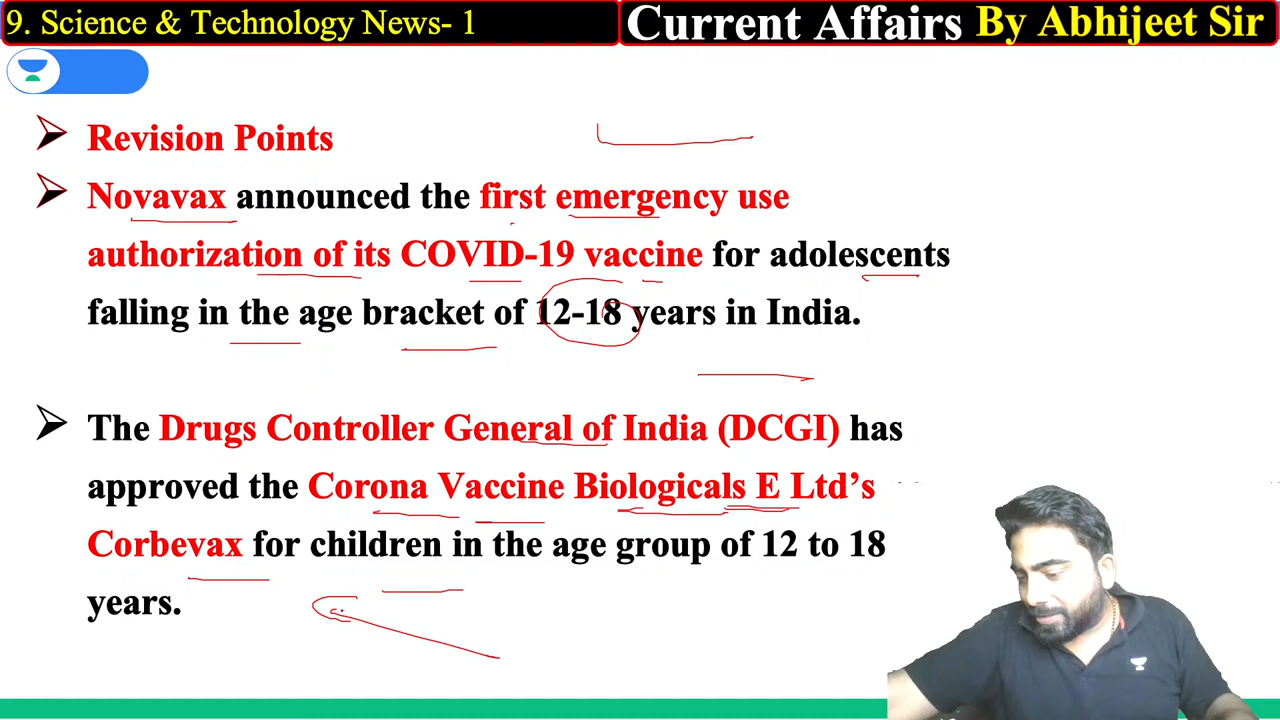 9. Science & Technology News- 1
Current Affairs By Abhijeet Sir
Revision Points
Novavax announced the first emergency use
authorization of its COVID-19 vaccine for adolescents
falling in the age bracket of 12-18 years in India.
The Drugs Controller General of India (DCGI) has
approved the Corona Vaccine Biologicals E Ltd’s
Corbevax for children in the age group of 12 to 18
years.